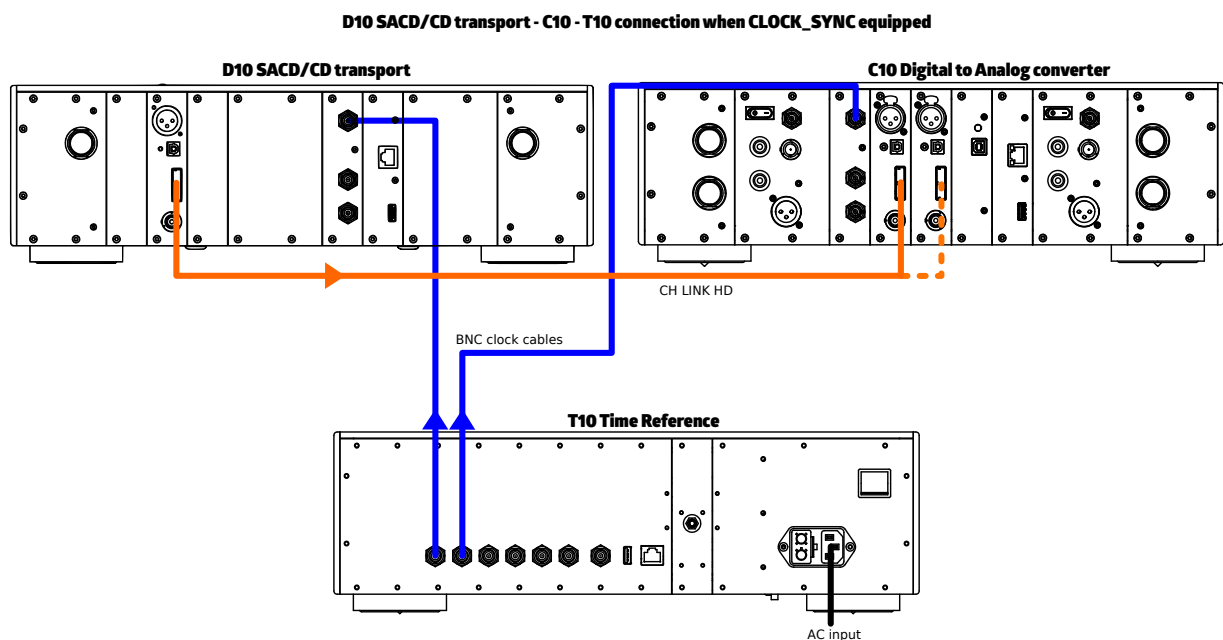 D10 SACD/CD transport - C10 - T10 connection when CLOCK_SYNC equipped
D10 SACD/CD transport
C10 Digital to Analog converter
CH LINK HD
BNC clock cables
T10 Time Reference
AC input